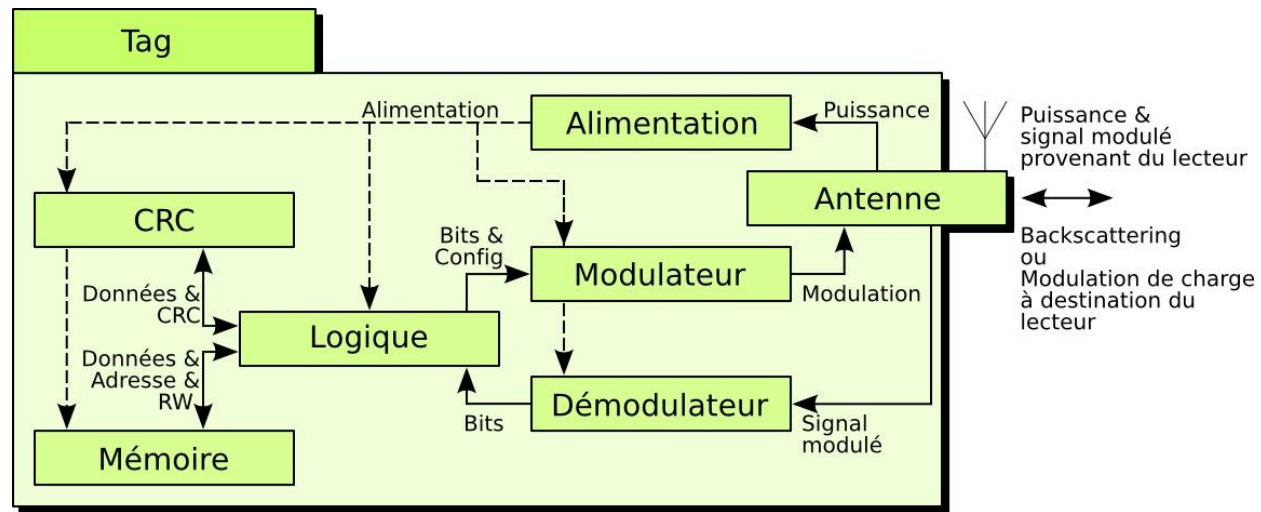 Tag
Alimentation
Alimentation
Puissance
Puissance &
signal modulé
provenant du lecteur
Antenne
CRC
Bits &
Config
Modulateur
Modulation
Backscattering
ou
Modulation de charge
à destination du
lecteur
Données &
CRC
Logique
Données &
Adresse &
RW
Bits
Démodulateur
Signal
modulé
Mémoire